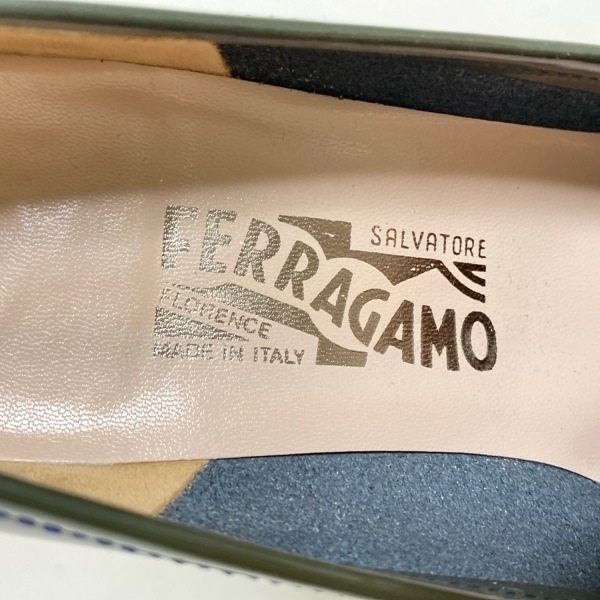 SALVATORE
FERRAGAMO
FLORENCE
MADE IN ITALY